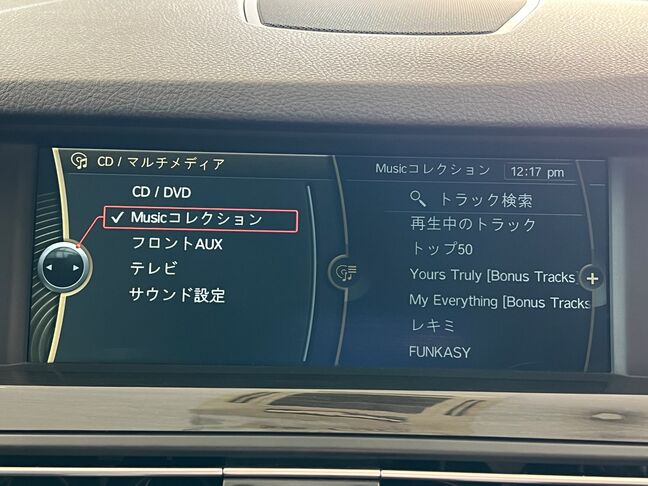 CD / マルチメディア
CD / DVD
Musicコレクション
フロントAUX
テレビ
サウンド設定
Musicコレクション 12:17 pm
トラック検索
再生中のトラック
トップ50
Yours Truly [Bonus Tracks
My Everything [Bonus Tracks
レキミ
FUNKASY